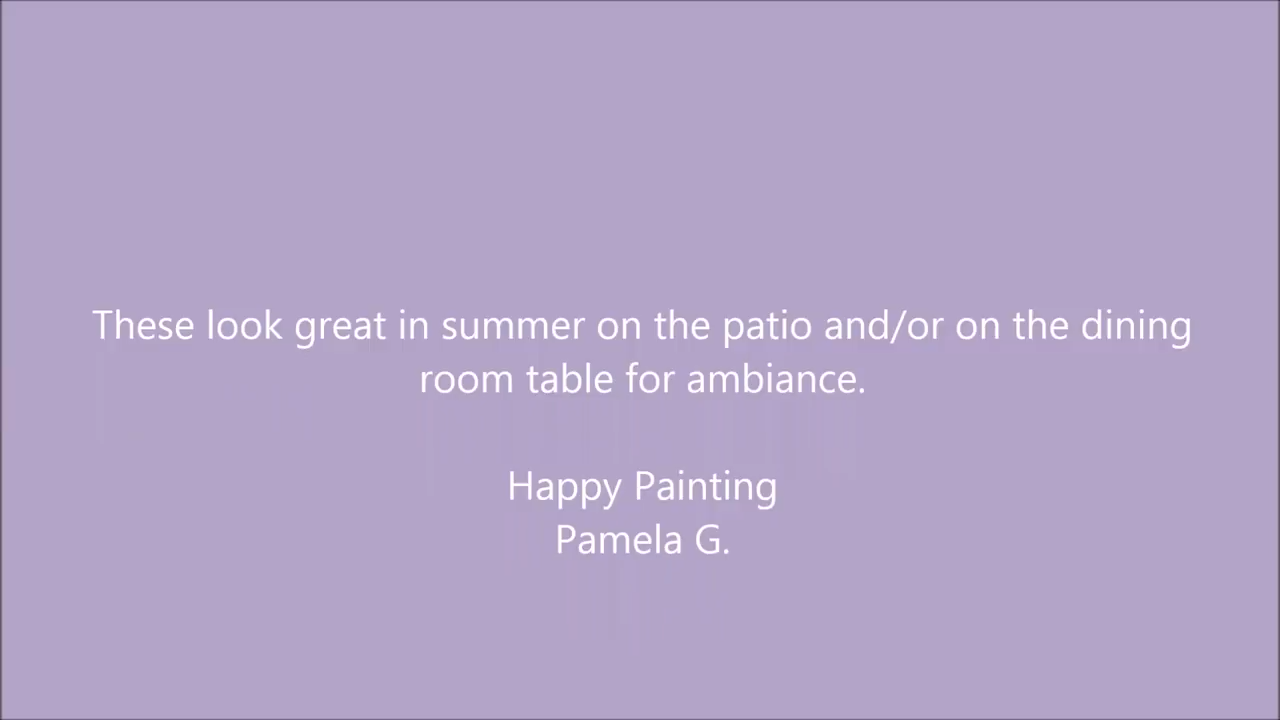 These look great in summer on the patio and/or on the dining
room table for ambiance.
Happy Painting
Pamela G.